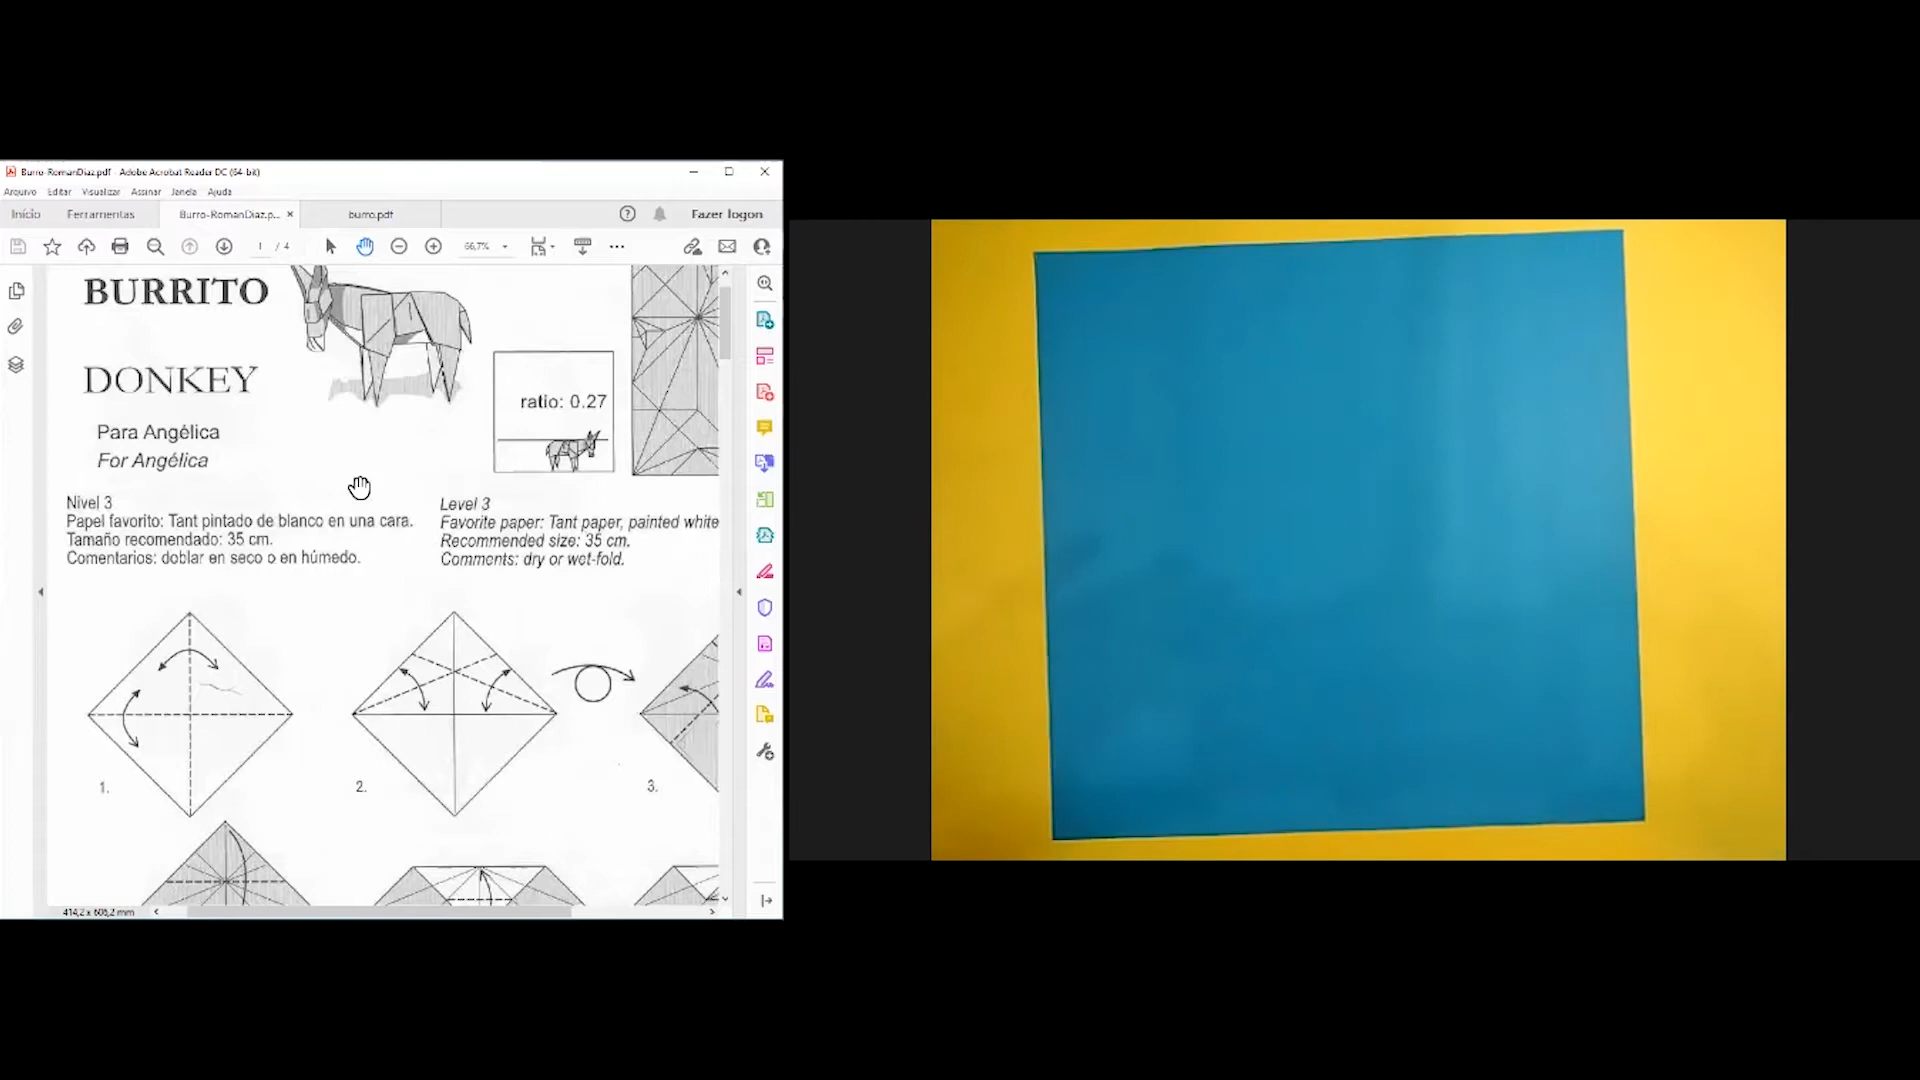 Burro-RomanDiaz.pdf - Adobe Acrobat Reader DC (64-bit)
Arquivo Editar Visualizar Assinar Janela Ajuda
Início Ferramentas Burro-RomanDiaz.p... × burro.pdf Fazer logon
1 / 4 66,7%
BURRITO
DONKEY
ratio: 0.27
Para Angélica
For Angélica
Nivel 3
Papel favorito: Tant pintado de blanco en una cara.
Tamaño recomendado: 35 cm.
Comentarios: doblar en seco o en húmedo.
Level 3
Favorite paper: Tant paper, painted white
Recommended size: 35 cm.
Comments: dry or wet-fold.
1. 2. 3.
414,2 x 606,2 mm